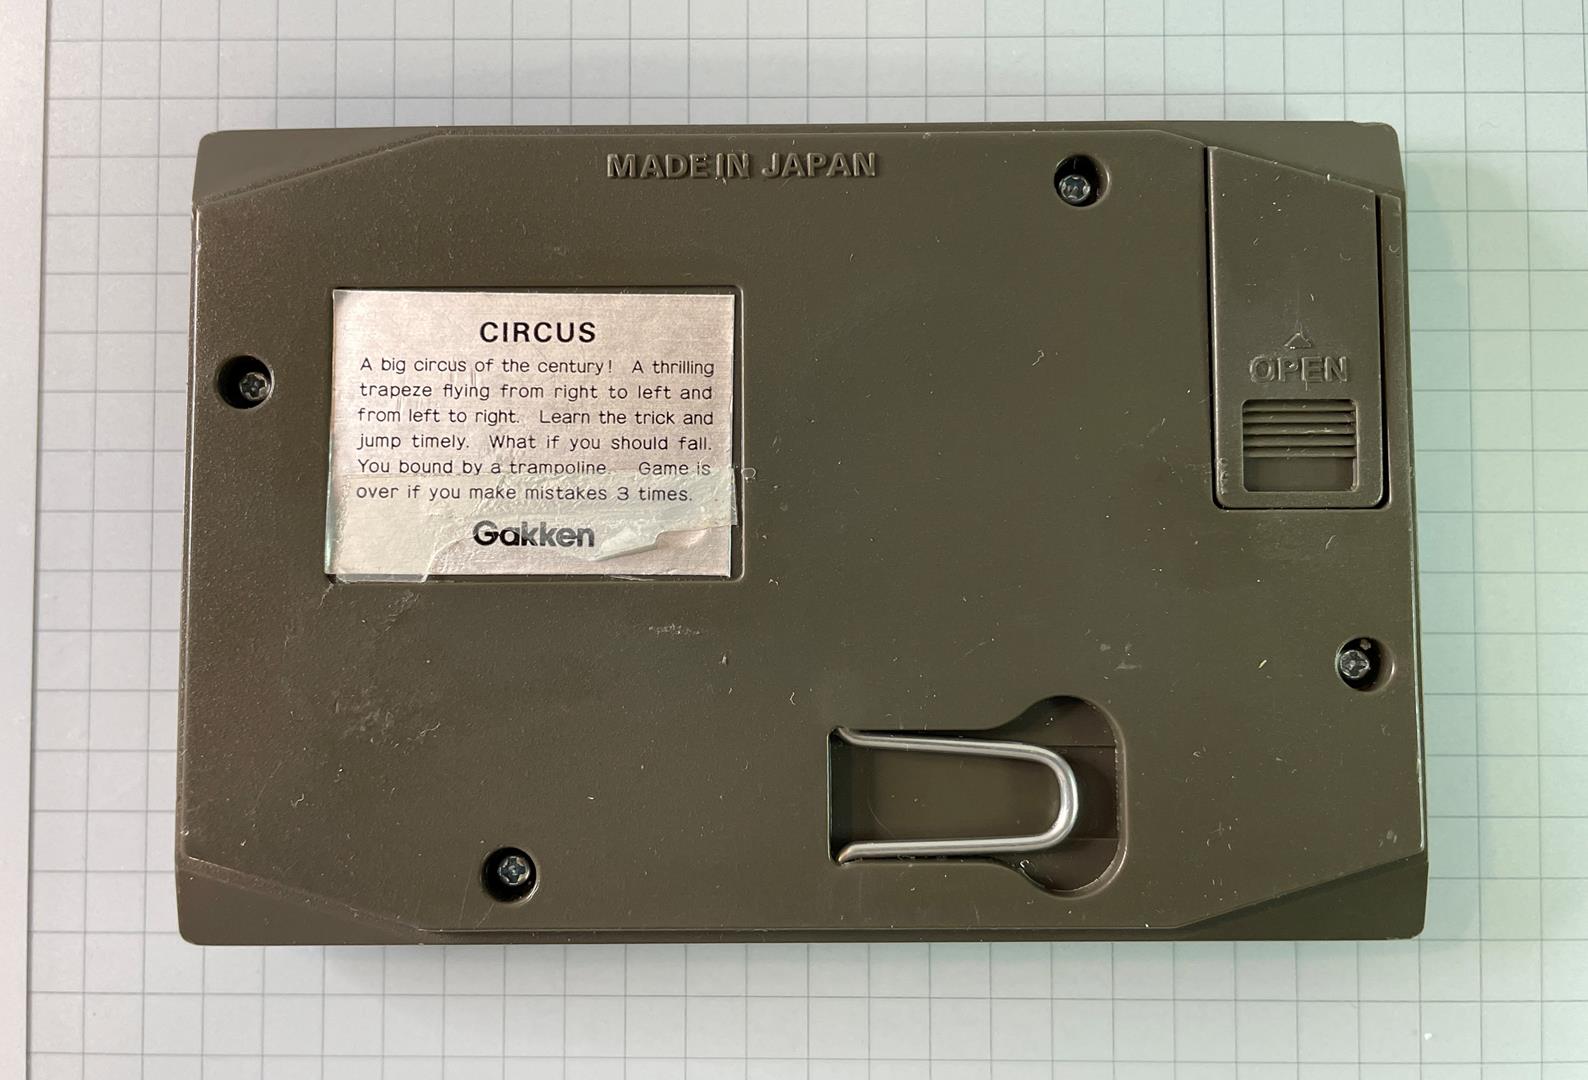 MADE IN JAPAN
OPEN
CIRCUS
A big circus of the century! A thrilling
trapeze flying from right to left and
from left to right. Learn the trick and
jump timely. What if you should fall.
You bound by a trampoline. Game is
over if you make mistakes 3 times.
Gakken